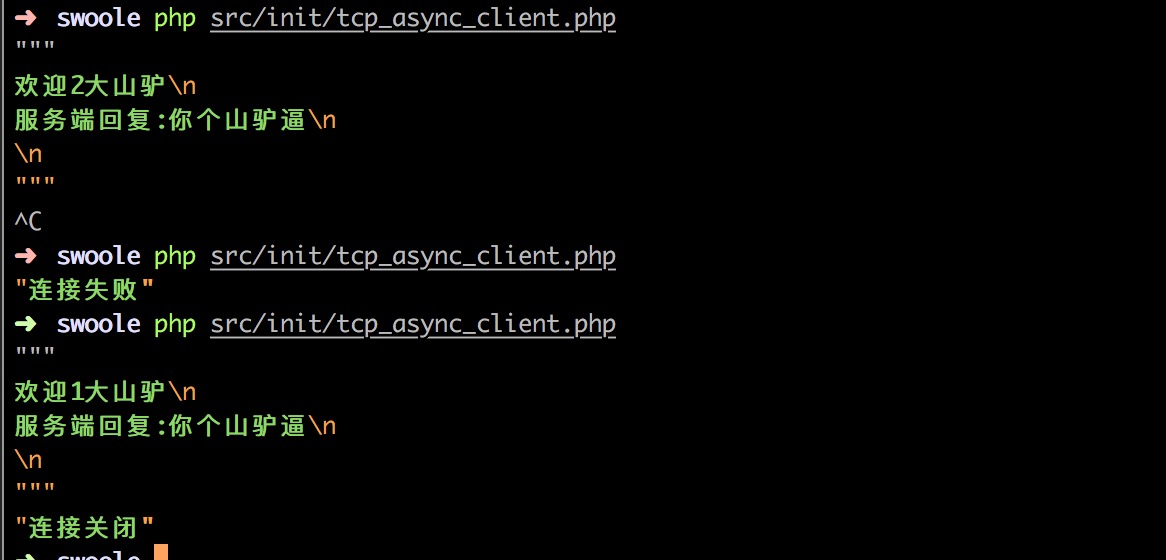 ➜ swoole php src/init/tcp_async_client.php
"""
欢迎2大山驴\n
服务端回复:你个山驴逼\n
\n
"""
^C
➜ swoole php src/init/tcp_async_client.php
"连接失败"
➜ swoole php src/init/tcp_async_client.php
"""
欢迎1大山驴\n
服务端回复:你个山驴逼\n
\n
"""
"连接关闭"
➜ swoole